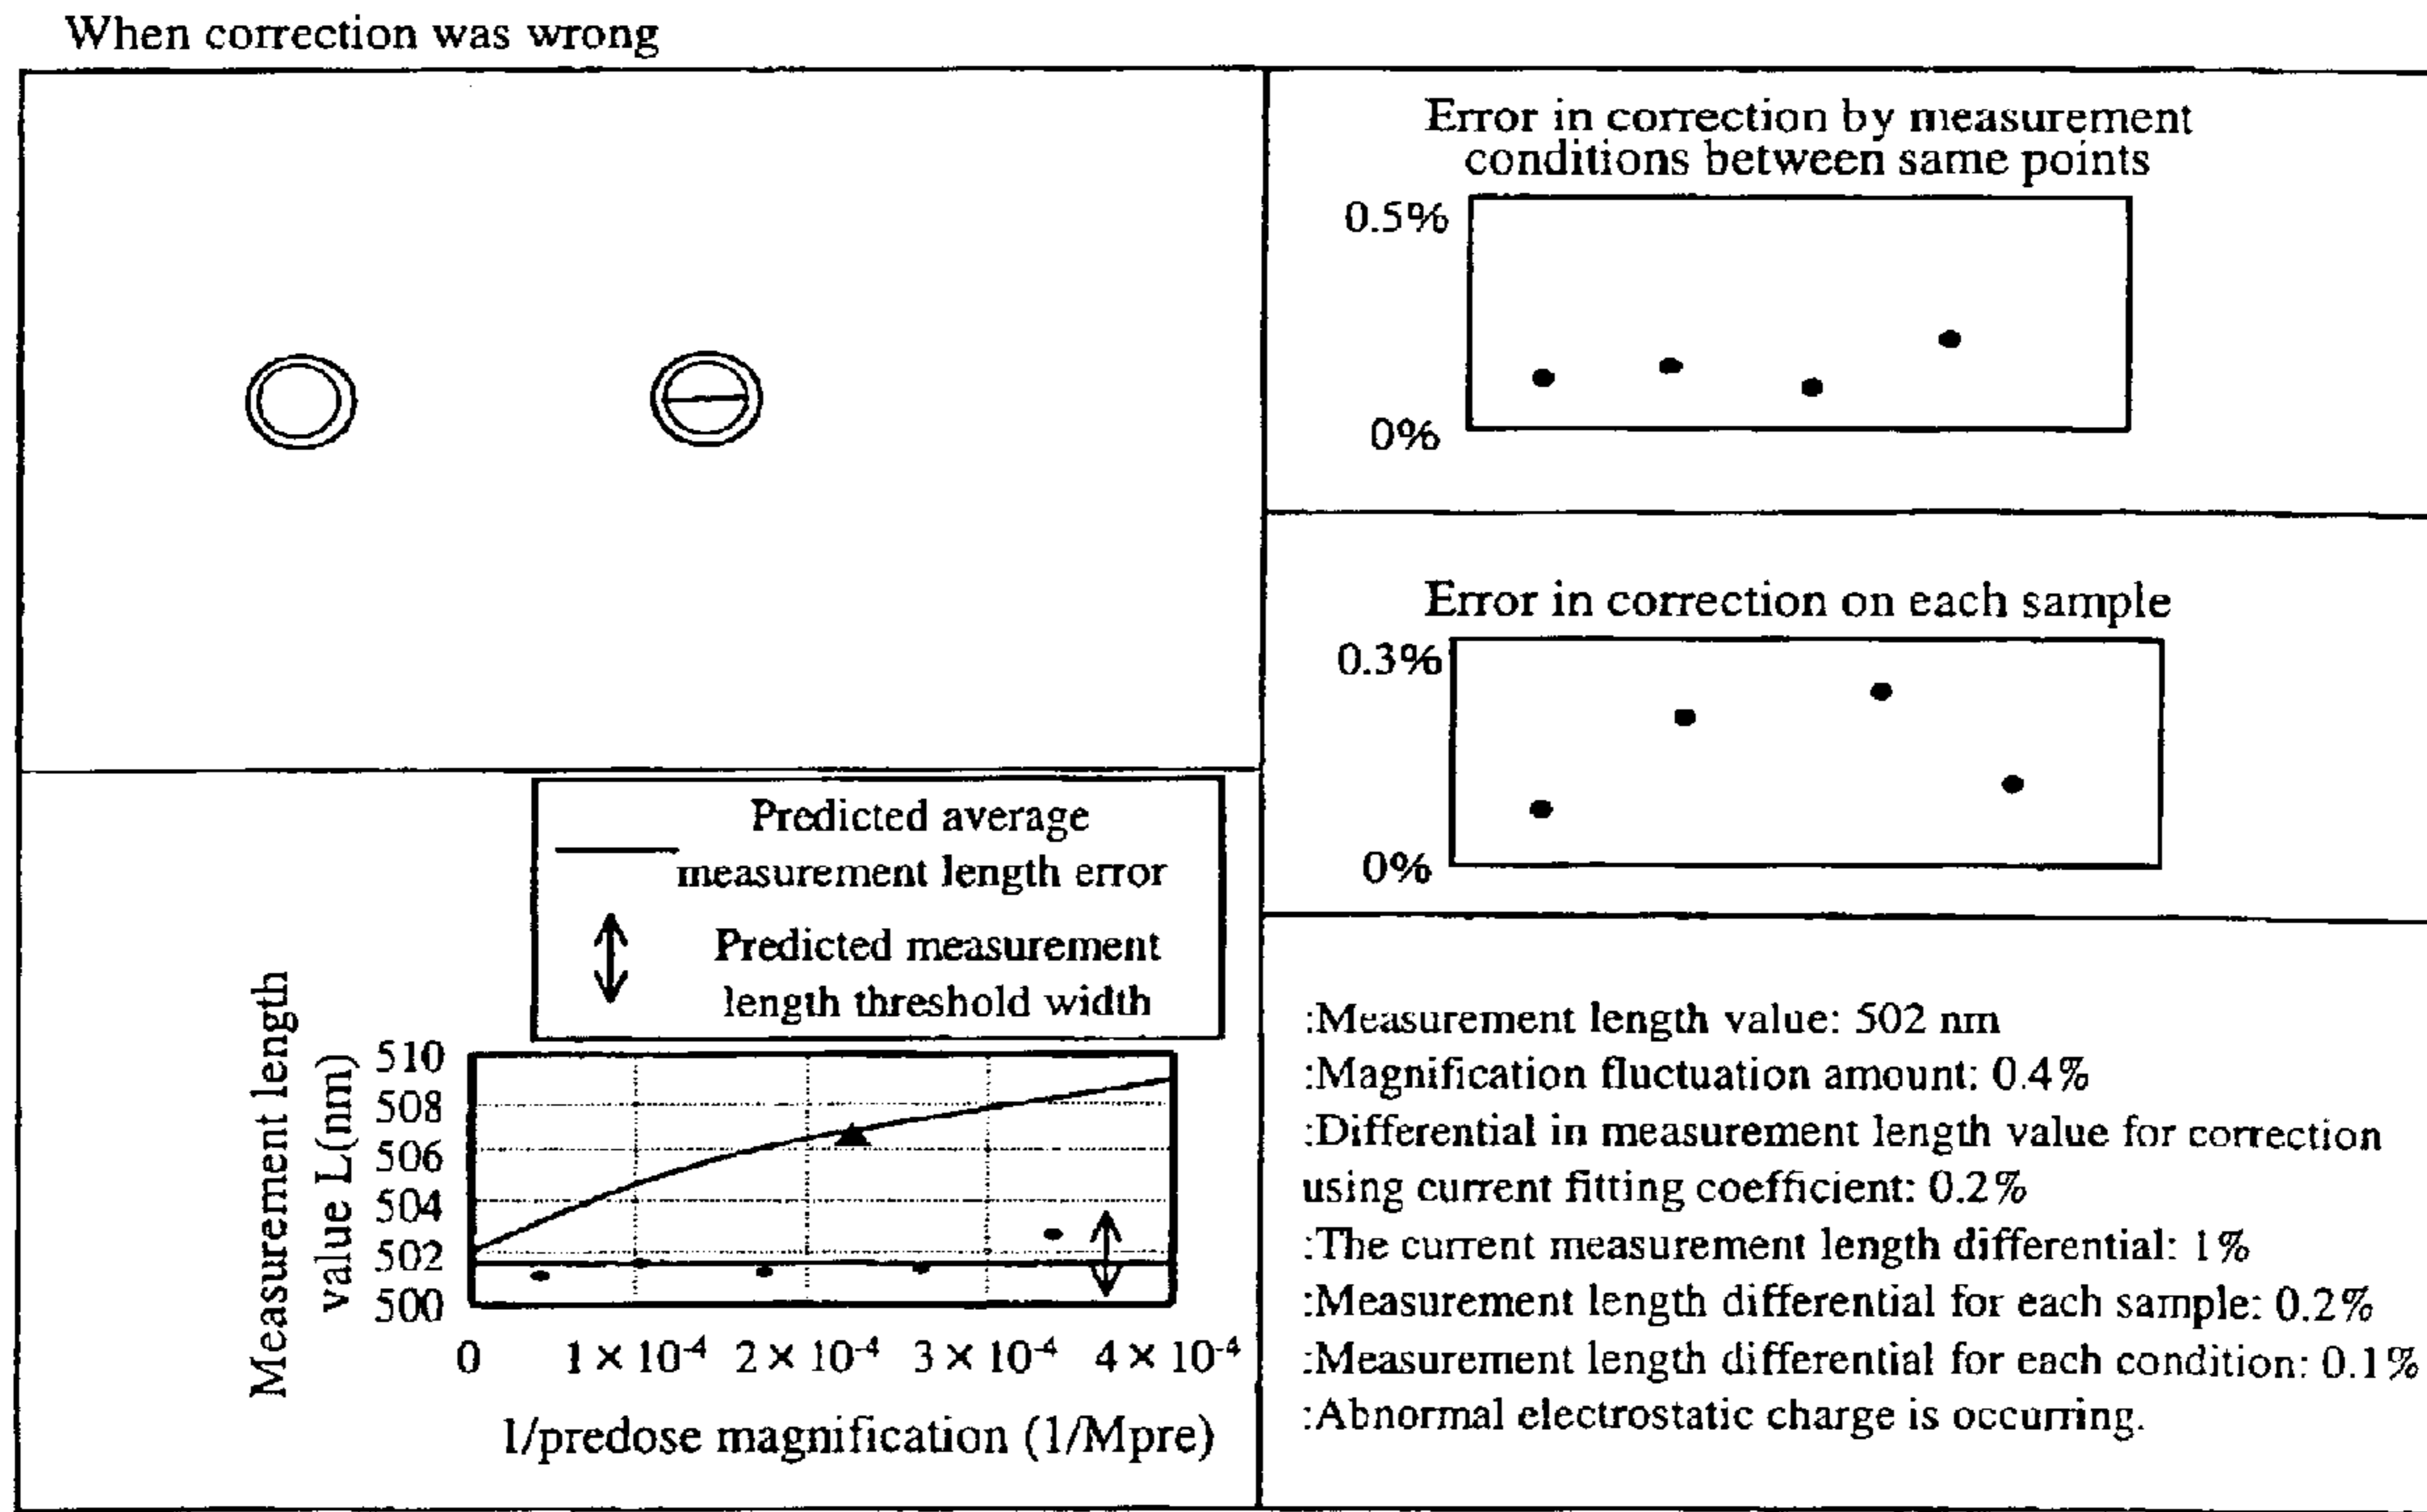 When correction was wrong
Error in correction by measurement
conditions between same points
0.5%
0%
Error in correction on each sample
0.3%
0%
Predicted average
measurement length error
Predicted measurement
length threshold width
Measurement length
value L(nm)
510
508
506
504
502
500
0 1 × 10⁻⁴ 2 × 10⁻⁴ 3 × 10⁻⁴ 4 × 10⁻⁴
1/predose magnification (1/Mpre)
:Measurement length value: 502 nm
:Magnification fluctuation amount: 0.4%
:Differential in measurement length value for correction
using current fitting coefficient: 0.2%
:The current measurement length differential: 1%
:Measurement length differential for each sample: 0.2%
:Measurement length differential for each condition: 0.1%
:Abnormal electrostatic charge is occurring.